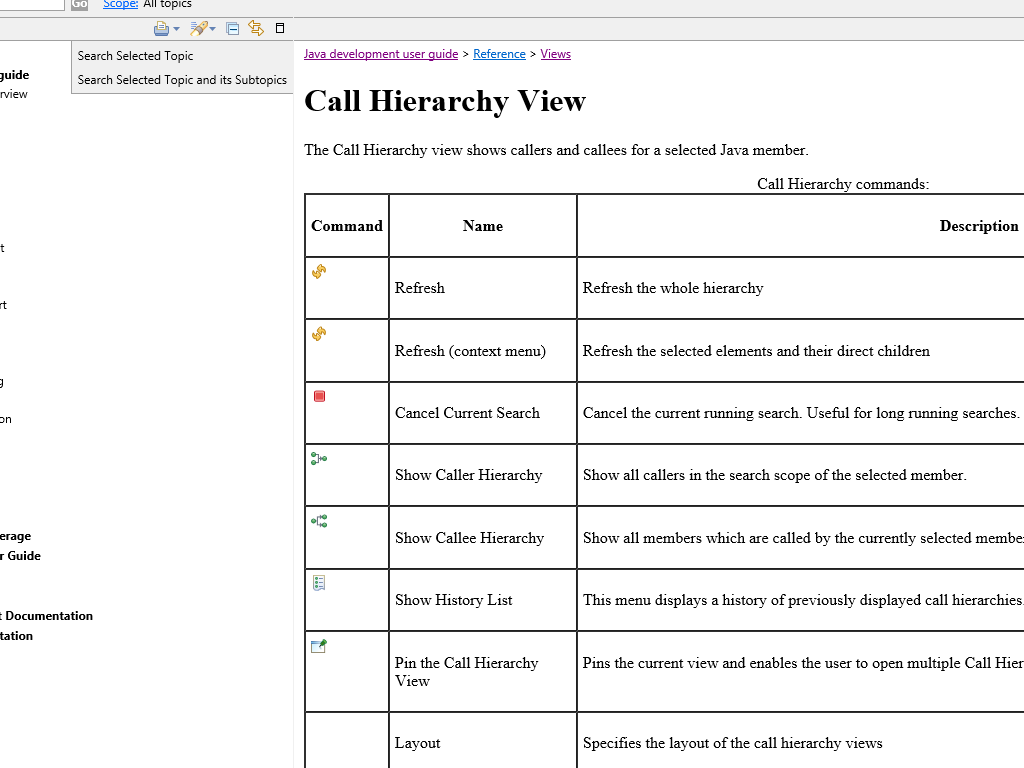 Go Scope: All topics
Search Selected Topic
Search Selected Topic and its Subtopics
guide
rview
t
rt
g
on
erage
r Guide
t Documentation
tation
Java development user guide > Reference > Views
Call Hierarchy View
The Call Hierarchy view shows callers and callees for a selected Java member.
Call Hierarchy commands:
Command Name Description
Refresh Refresh the whole hierarchy
Refresh (context menu) Refresh the selected elements and their direct children
Cancel Current Search Cancel the current running search. Useful for long running searches.
Show Caller Hierarchy Show all callers in the search scope of the selected member.
Show Callee Hierarchy Show all members which are called by the currently selected membe
Show History List This menu displays a history of previously displayed call hierarchies.
Pin the Call Hierarchy Pins the current view and enables the user to open multiple Call Hier
View
Layout Specifies the layout of the call hierarchy views